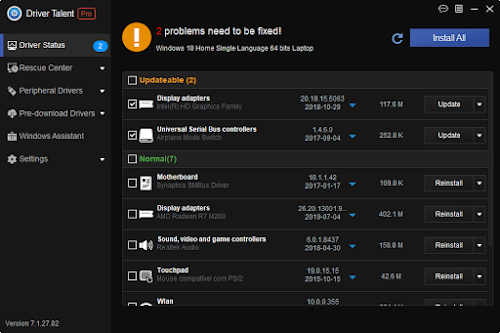 Driver Talent Pro
Driver Status 2
Rescue Center
Peripheral Drivers
Pre-download Drivers
Windows Assistant
Settings
Version 7.1.27.82
2 problems need to be fixed!
Windows 10 Home Single Language 64 bits Laptop
Install All
Updateable (2)
Display adapters 20.19.15.5063 117.6 M Update
Intel(R) HD Graphics Family 2018-10-29
Universal Serial Bus controllers 1.4.6.0 252.8 K Update
Airplane Mode Switch 2017-09-04
Normal(7)
Motherboard 10.1.1.42 109.8 K Reinstall
Synaptics SMBus Driver 2017-01-17
Display adapters 26.20.13001.9... 402.1 M Reinstall
AMD Radeon R7 M260 2019-07-04
Sound, video and game controllers 6.0.1.8437 158.8 M Reinstall
Realtek Audio 2018-04-30
Touchpad 19.0.15.15 42.6 M Reinstall
Mouse compatível com PS/2 2015-10-15
Wlan 10.0.0.355